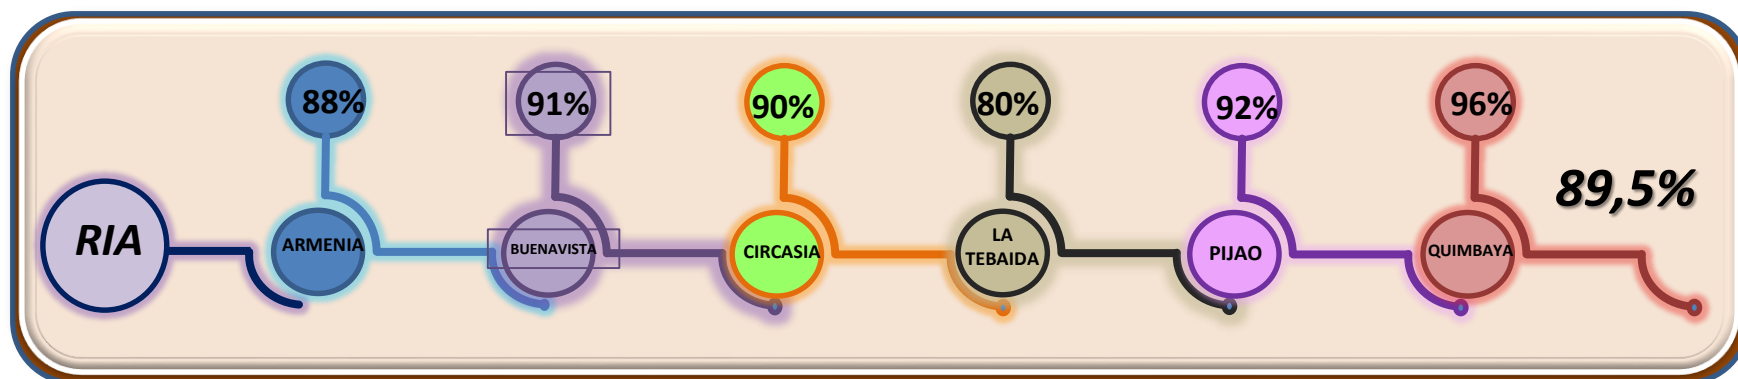 88%
91%
90%
80%
92%
96%
89,5%
RIA
ARMENIA
BUENAVISTA
CIRCASIA
LA
TEBAIDA
PIJAO
QUIMBAYA